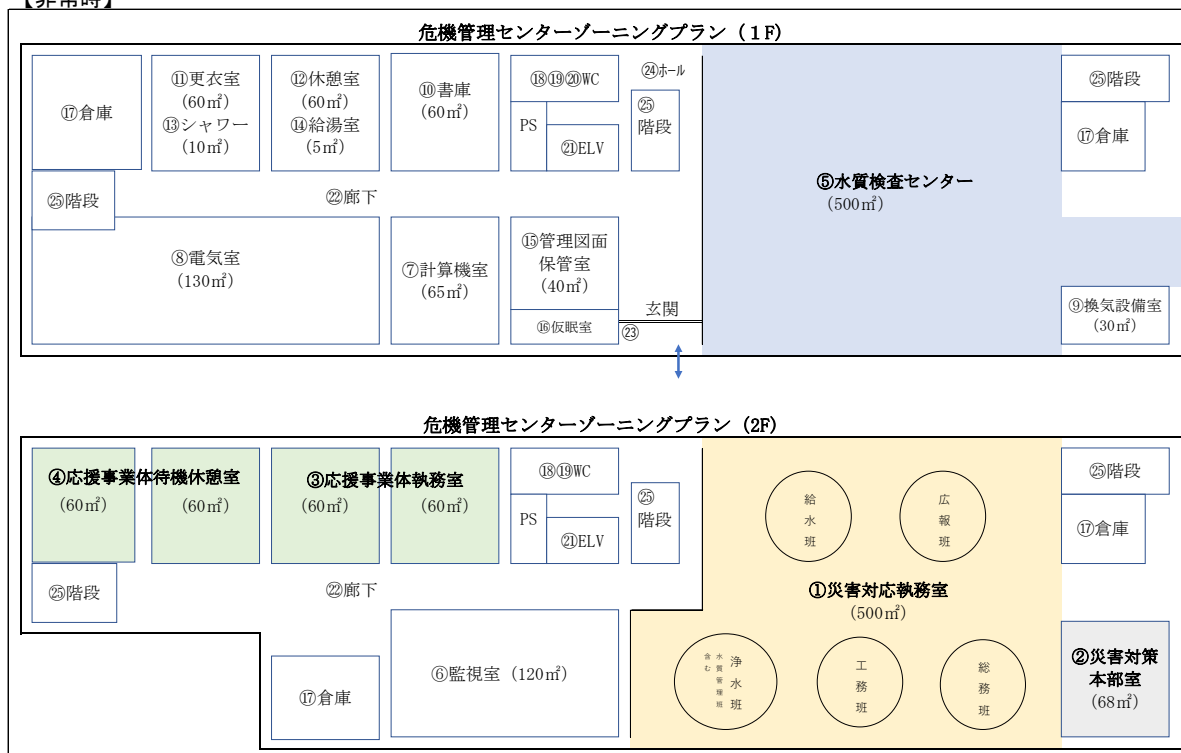 【非常時】
危機管理センターゾーニングプラン（１F）
⑰倉庫
⑪更衣室
(60㎡)
⑬シャワー
(10㎡)
⑫休憩室
(60㎡)
⑭給湯室
(5㎡)
⑩書庫
(60㎡)
⑱⑲⑳WC
PS
㉑ELV
㉔ホール
㉕
階段
⑤水質検査センター
(500㎡)
㉕階段
⑰倉庫
㉕階段
㉒廊下
⑧電気室
(130㎡)
⑦計算機室
(65㎡)
⑮管理図面
保管室
(40㎡)
⑯仮眠室
玄関
㉓
⑨換気設備室
(30㎡)
危機管理センターゾーニングプラン（2F）
④応援事業体待機休憩室
(60㎡)
(60㎡)
③応援事業体執務室
(60㎡)
(60㎡)
⑱⑲WC
PS
㉑ELV
㉕
階段
給水班
広報班
㉕階段
⑰倉庫
㉕階段
㉒廊下
①災害対応執務室
(500㎡)
⑰倉庫
⑥監視室（120㎡）
浄水班
水質管理班
含む
工務班
総務班
②災害対策
本部室
(68㎡)